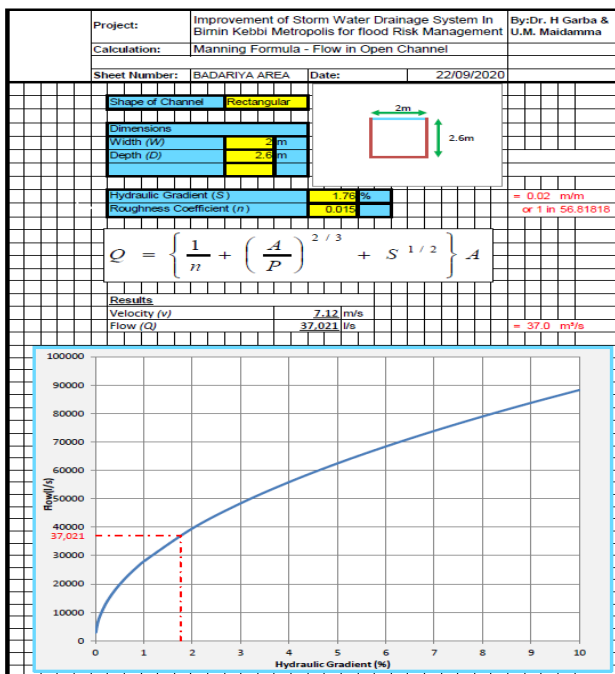 Project: Improvement of Storm Water Drainage System In By:Dr. H Garba &
Bimin Kebbi Metropolis for flood Risk Management U.M. Maidamma
Calculation: Manning Formula - Flow in Open Channel
Sheet Number: BADARIYA AREA Date: 22/09/2020
Shape of Channel Rectangular
2m
2.6m
Dimensions
Width (W) 2 m
Depth (D) 2.6 m
Hydraulic Gradient (S) 1.76 % = 0.02 m/m
Roughness Coefficient (n) 0.015 or 1 in 56.81818
Q = { 1/n + ( A/P ) 2 / 3 + S 1 / 2 } A
Results
Velocity (v) 7.12 m/s
Flow (Q) 37,021 l/s = 37.0 m³/s
100000
90000
80000
70000
60000
50000
40000
37,021
30000
20000
10000
0
Flow(l/s)
0 1 2 3 4 5 6 7 8 9 10
Hydraulic Gradient (%)